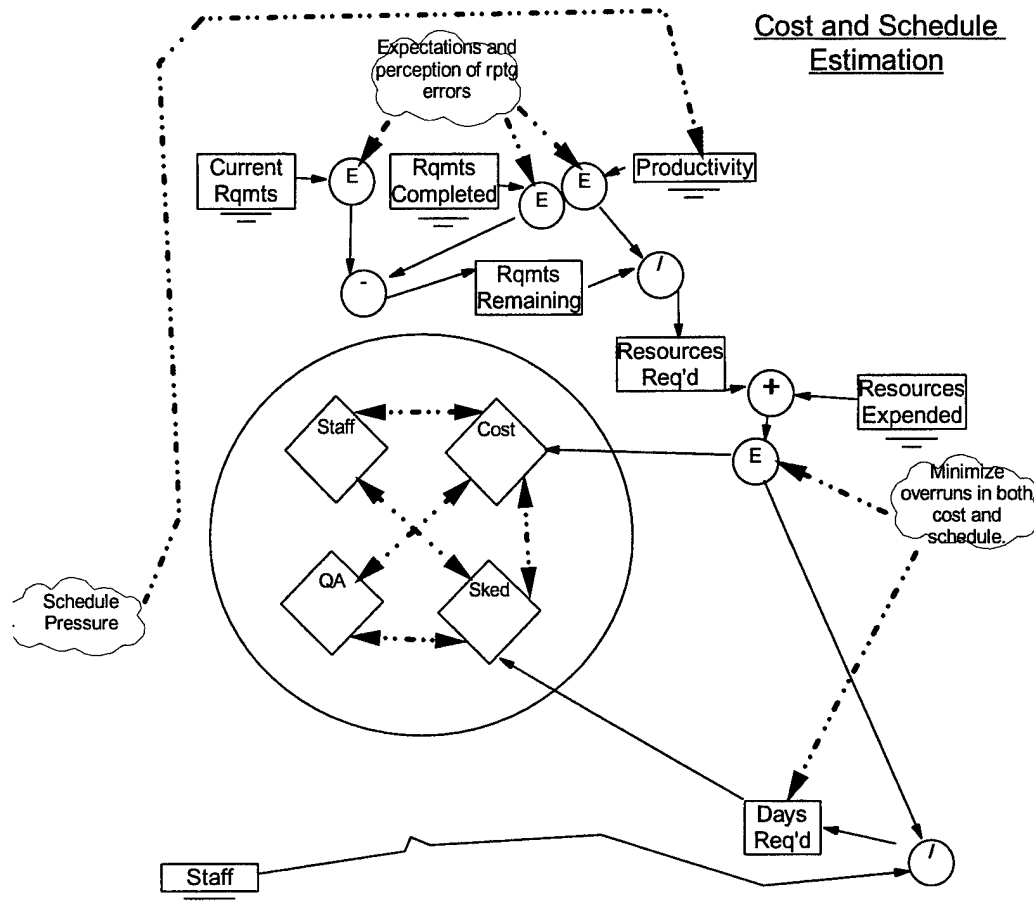 Cost and Schedule
Estimation
Expectations and
perception of rptg
errors
Current
Rqmts
E
Rqmts
Completed
E
E
Productivity
-
Rqmts
Remaining
/
Resources
Req'd
+
Resources
Expended
E
Staff
Cost
Minimize
overruns in both
cost and
schedule.
QA
Sked
Schedule
Pressure
Days
Req'd
/
Staff